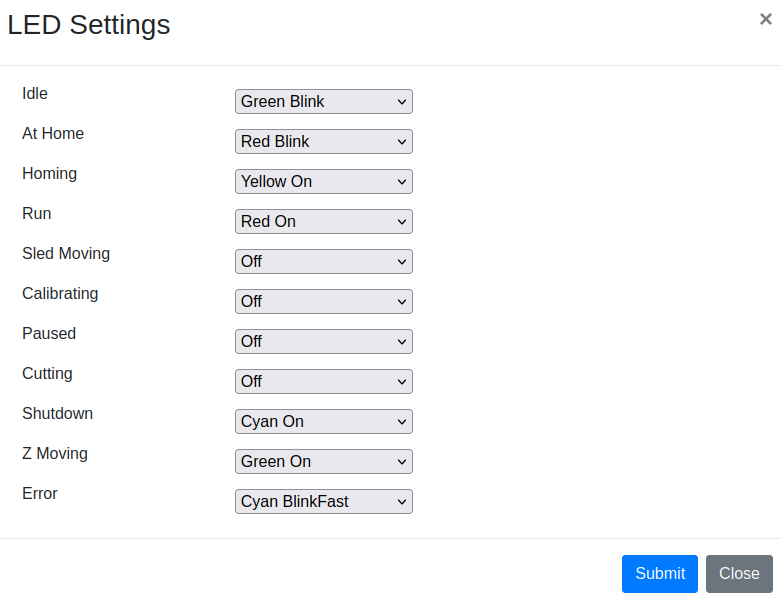 LED Settings ×
Idle Green Blink
At Home Red Blink
Homing Yellow On
Run Red On
Sled Moving Off
Calibrating Off
Paused Off
Cutting Off
Shutdown Cyan On
Z Moving Green On
Error Cyan BlinkFast
Submit Close